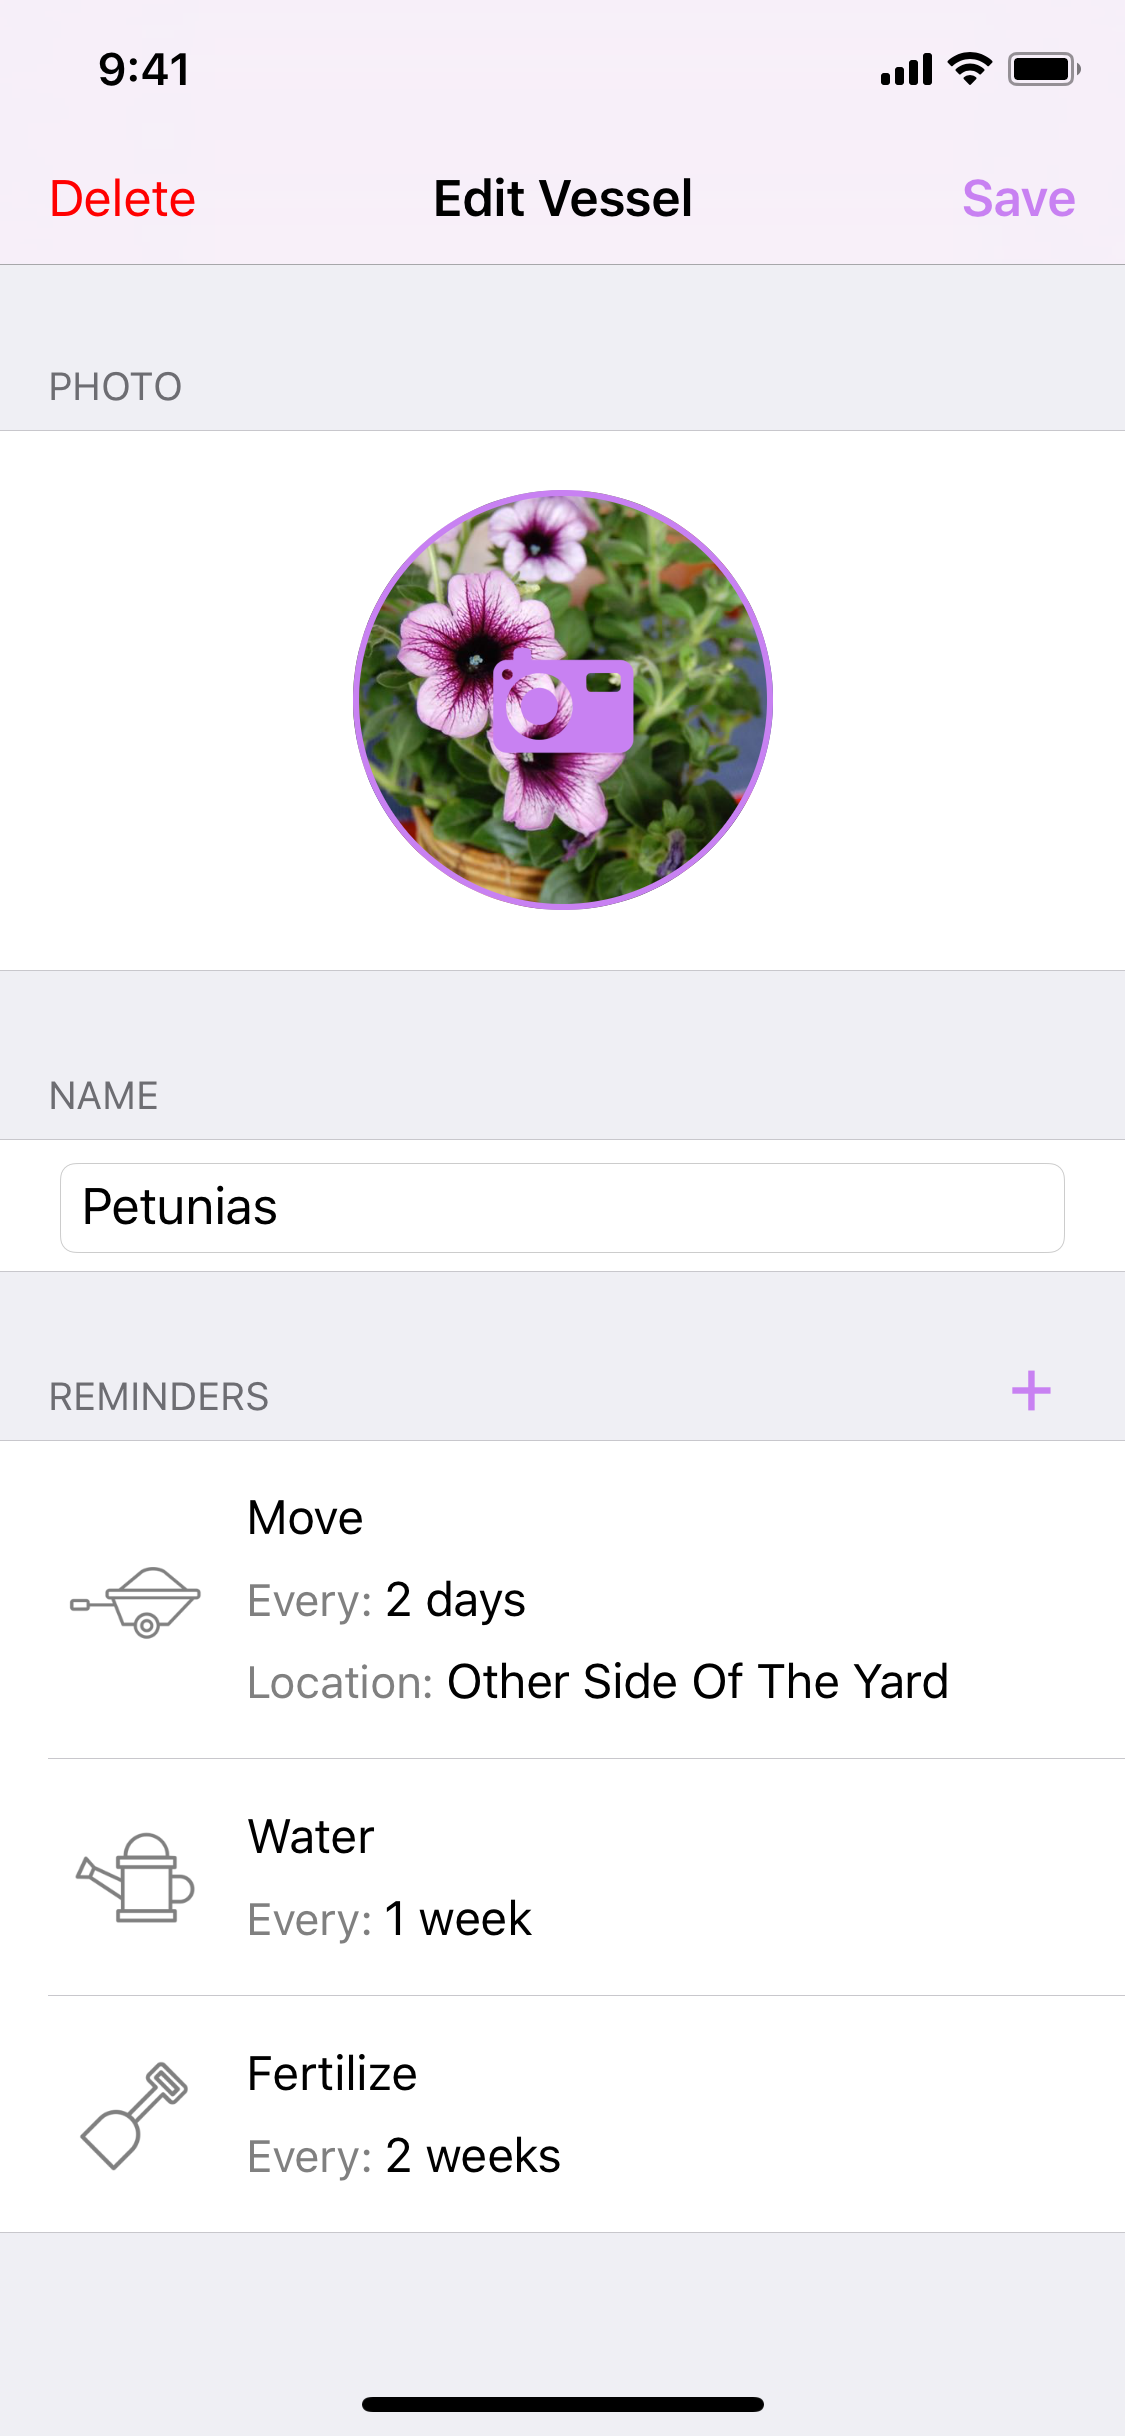 9:41
Delete Edit Vessel Save
PHOTO
NAME
Petunias
REMINDERS +
Move
Every: 2 days
Location: Other Side Of The Yard
Water
Every: 1 week
Fertilize
Every: 2 weeks